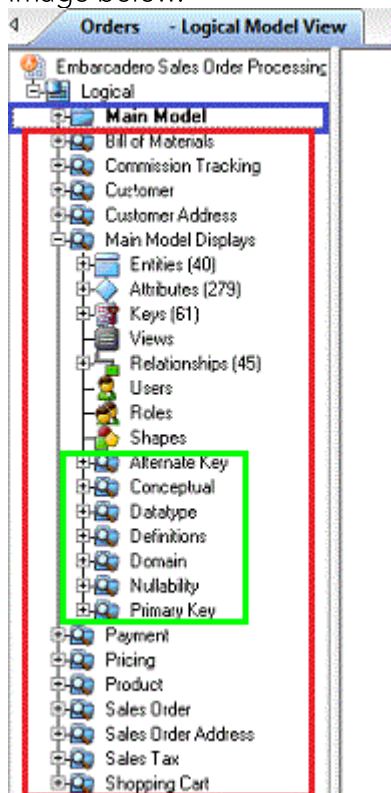 image below.
Orders - Logical Model View
Embarcadero Sales Order Processing
Logical
Main Model
Bill of Materials
Commission Tracking
Customer
Customer Address
Main Model Displays
Entities (40)
Attributes (279)
Keys (61)
Views
Relationships (45)
Users
Roles
Shapes
Alternate Key
Conceptual
Datatype
Definitions
Domain
Nullability
Primary Key
Payment
Pricing
Product
Sales Order
Sales Order Address
Sales Tax
Shopping Cart